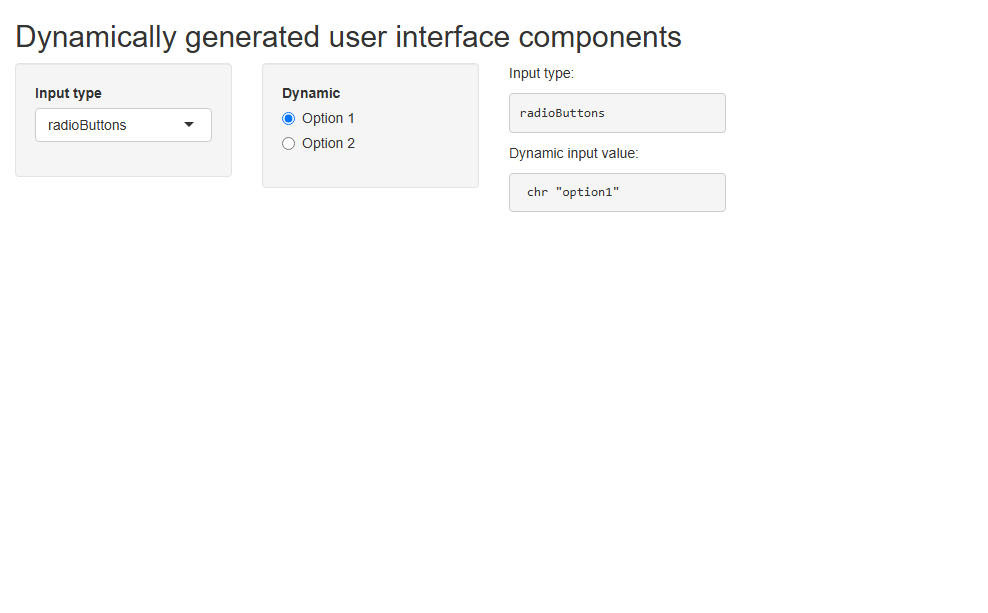 Dynamically generated user interface components
Input type
radioButtons
Dynamic
Option 1
Option 2
Input type:
radioButtons
Dynamic input value:
chr "option1"